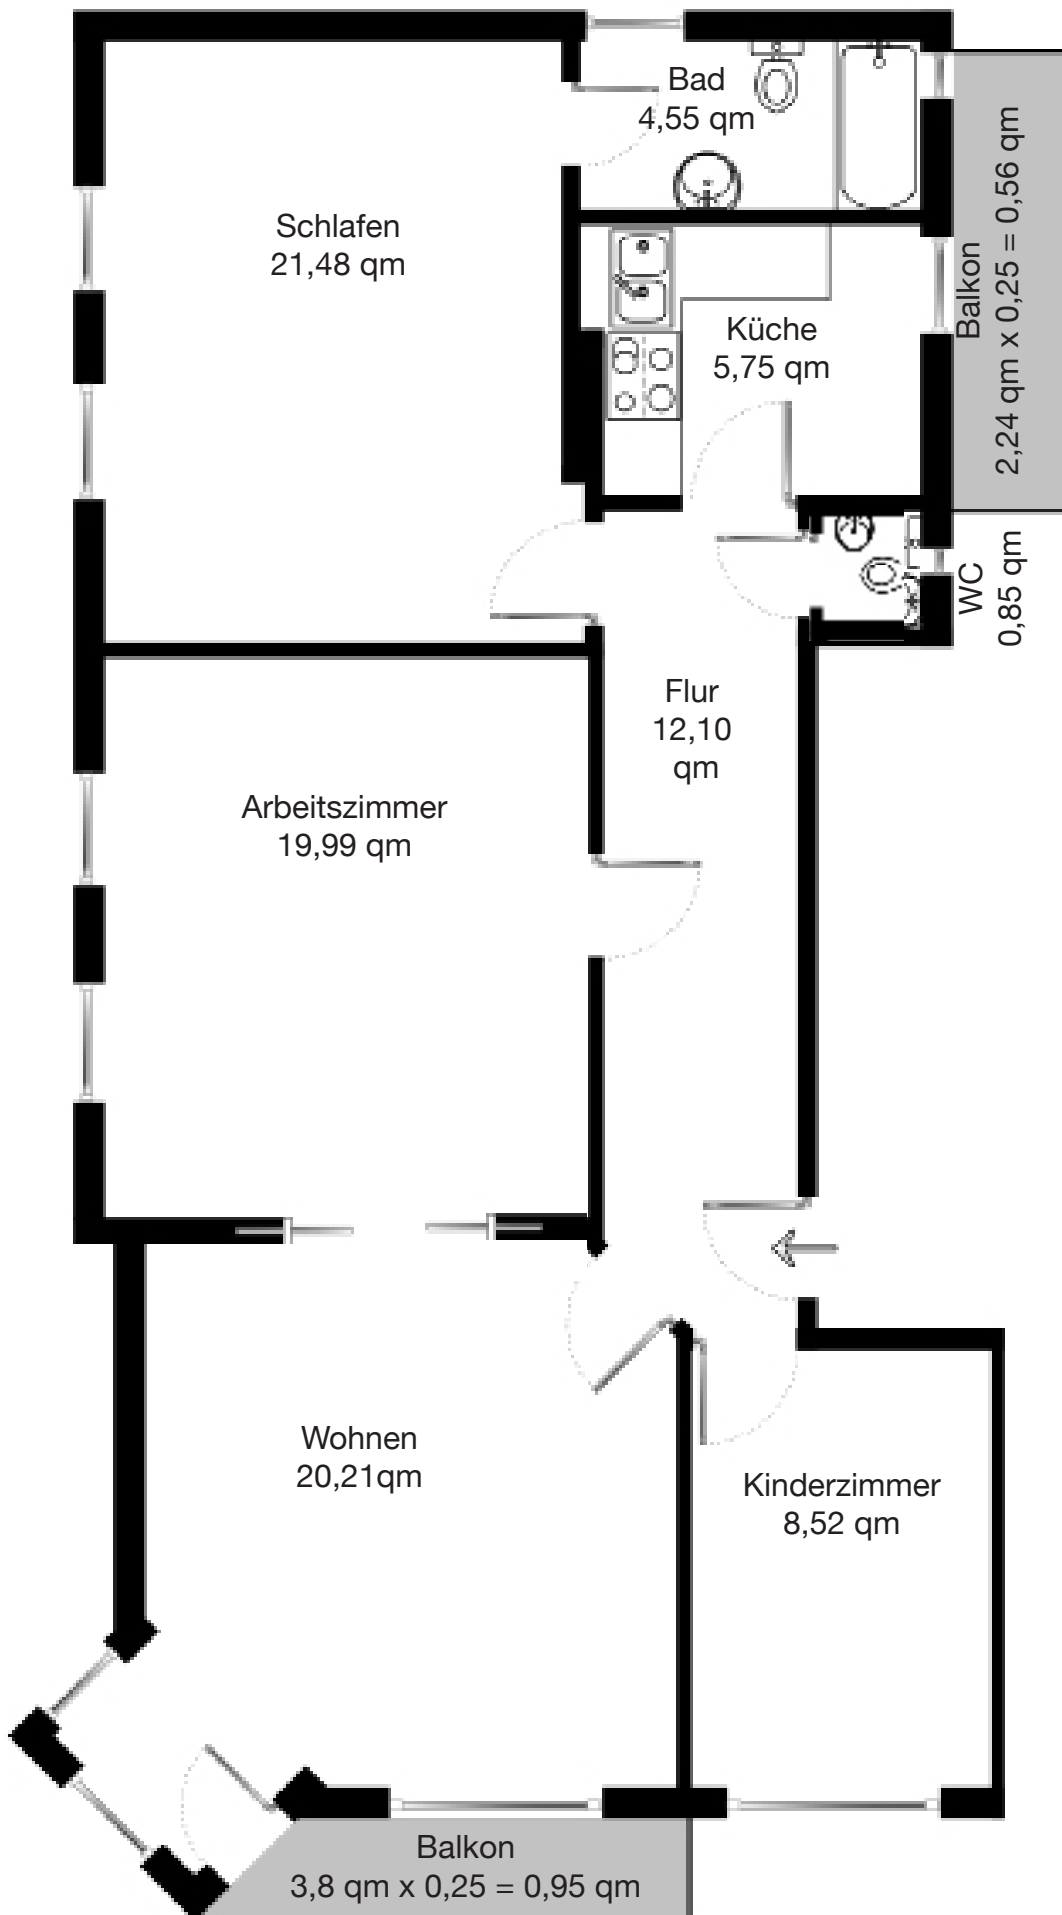 Bad
4,55 qm
Schlafen
21,48 qm
Balkon
2,24 qm x 0,25 = 0,56 qm
Küche
5,75 qm
WC
0,85 qm
Flur
12,10
qm
Arbeitszimmer
19,99 qm
Wohnen
20,21qm
Kinderzimmer
8,52 qm
Balkon
3,8 qm x 0,25 = 0,95 qm